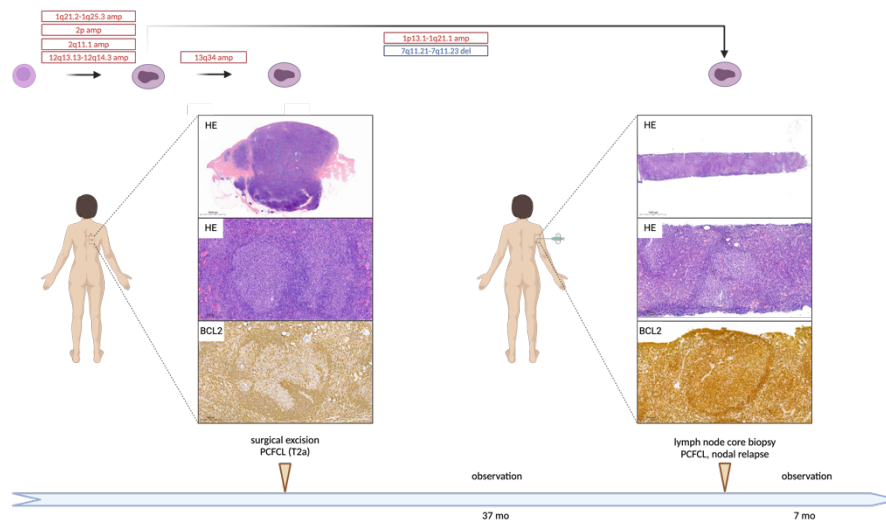 1q21.2-1q25.3 amp
2p amp
2q11.1 amp
12q13.13-12q14.3 amp
13q34 amp
1p13.1-1q21.1 amp
7q11.21-7q11.23 del
HE
HE
HE
HE
BCL2
BCL2
surgical excision
PCFCL (T2a)
lymph node core biopsy
PCFCL, nodal relapse
observation
observation
37 mo
7 mo